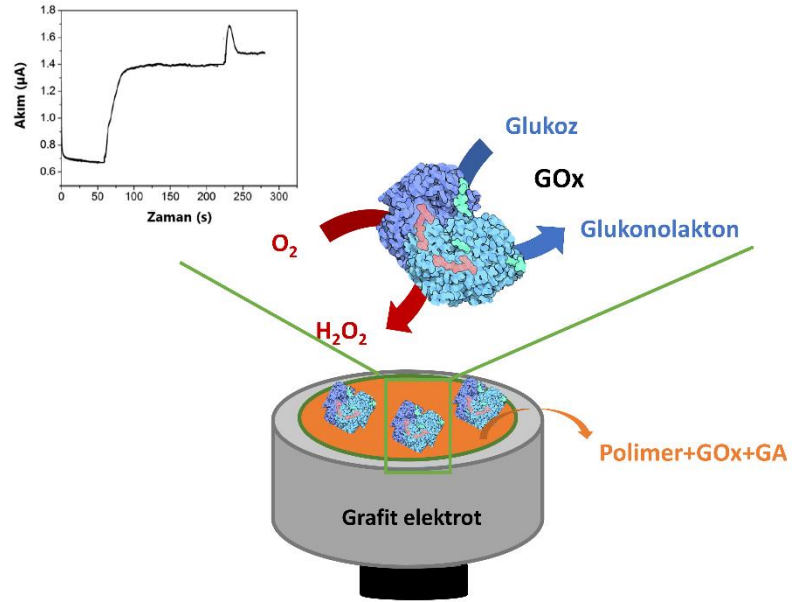 Akım (µA)
1.8
1.6
1.4
1.2
1.0
0.8
0.6
0
50
100
150
200
250
300
Zaman (s)
Glukoz
GOx
Glukonolakton
O₂
H₂O₂
Polimer+GOx+GA
Grafit elektrot